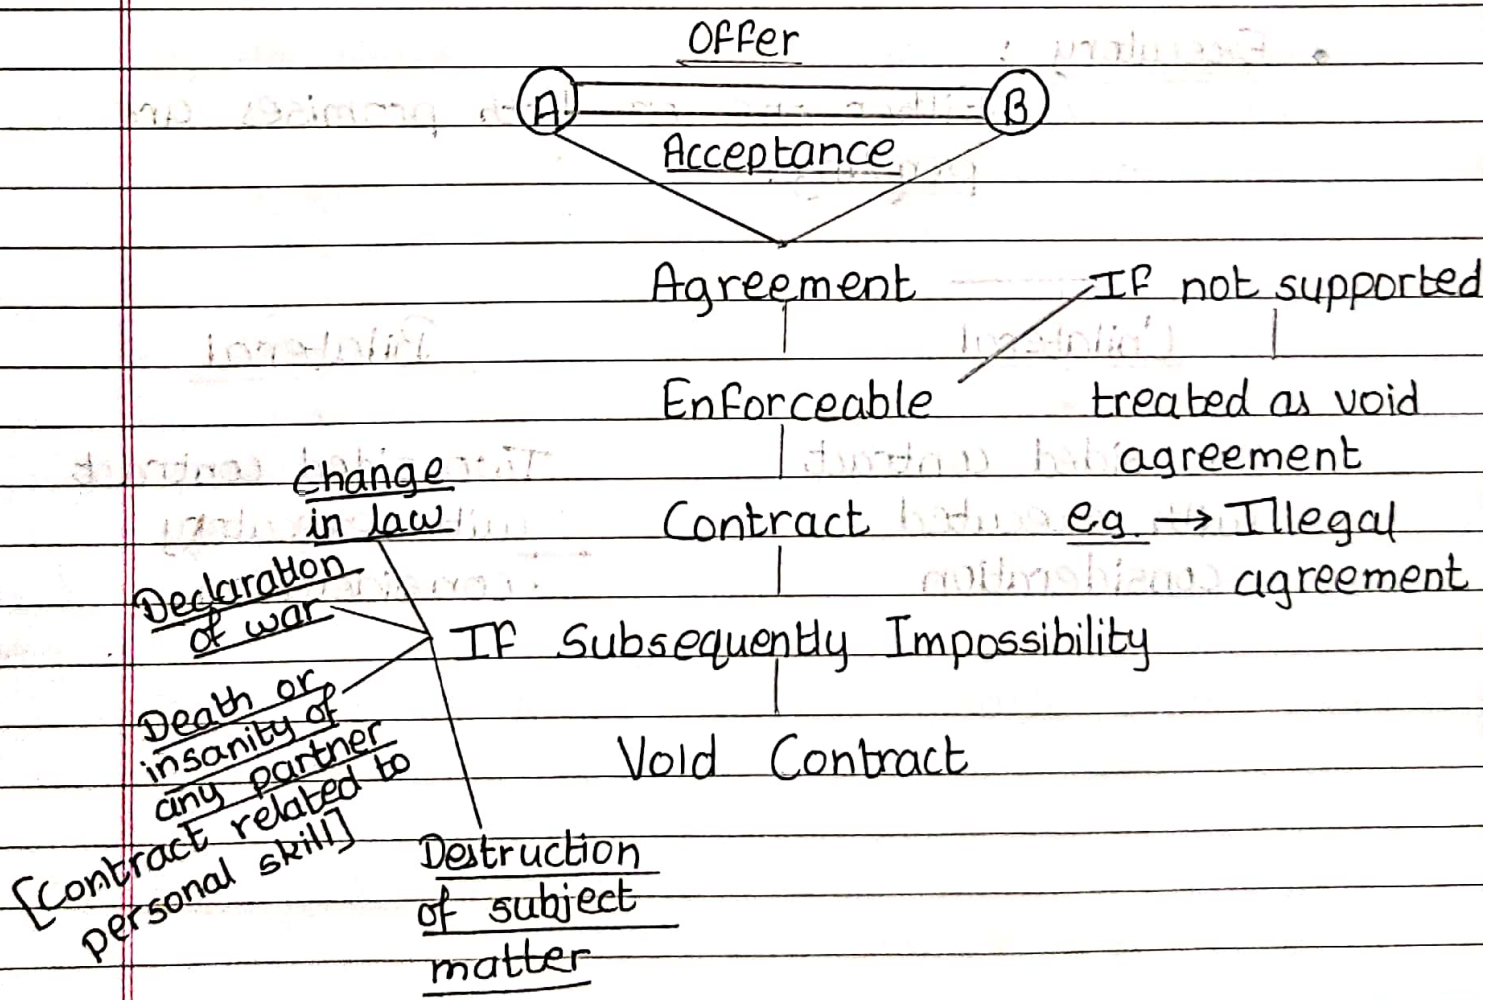 Offer
A B
Acceptance
Agreement
If not supported
Enforceable
treated as void
agreement
Contract
eg. → Illegal
agreement
Change
in law
Declaration
of war
If Subsequently Impossibility
Death or
insanity of
any partner
[Contract related to
personal skill]
Void Contract
Destruction
of subject
matter